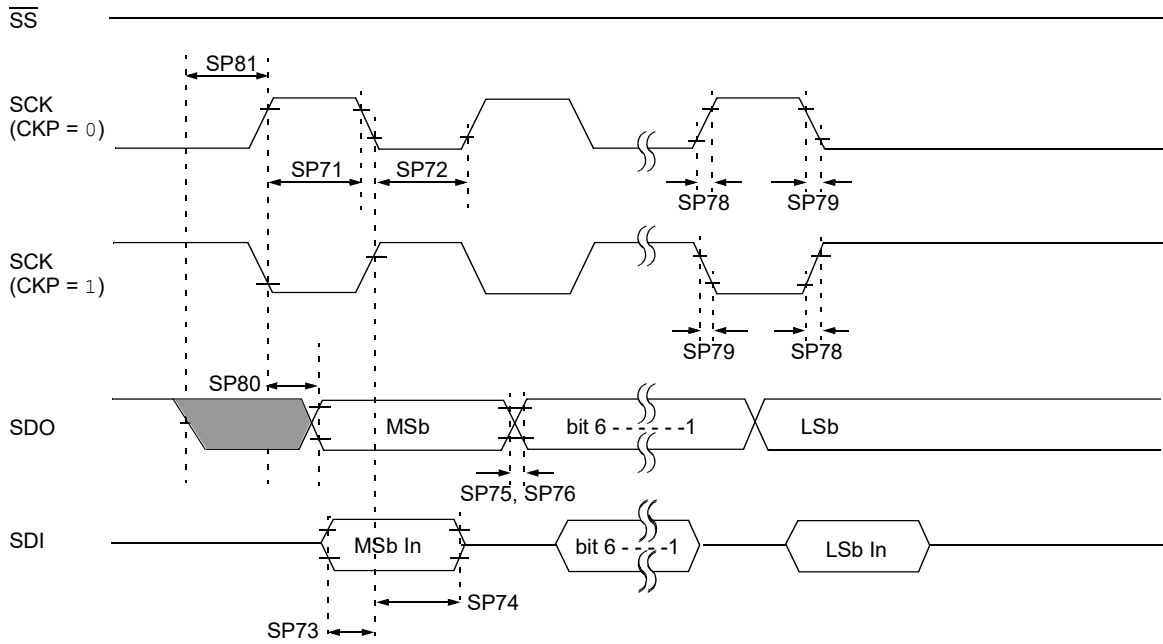 SS
SP81
SCK
(CKP = 0)
SP71
SP72
SP78
SP79
SCK
(CKP = 1)
SP79
SP78
SP80
SDO
MSb
bit 6 - - - - - - -1
LSb
SP75, SP76
SDI
MSb In
bit 6 - - - - -1
LSb In
SP74
SP73